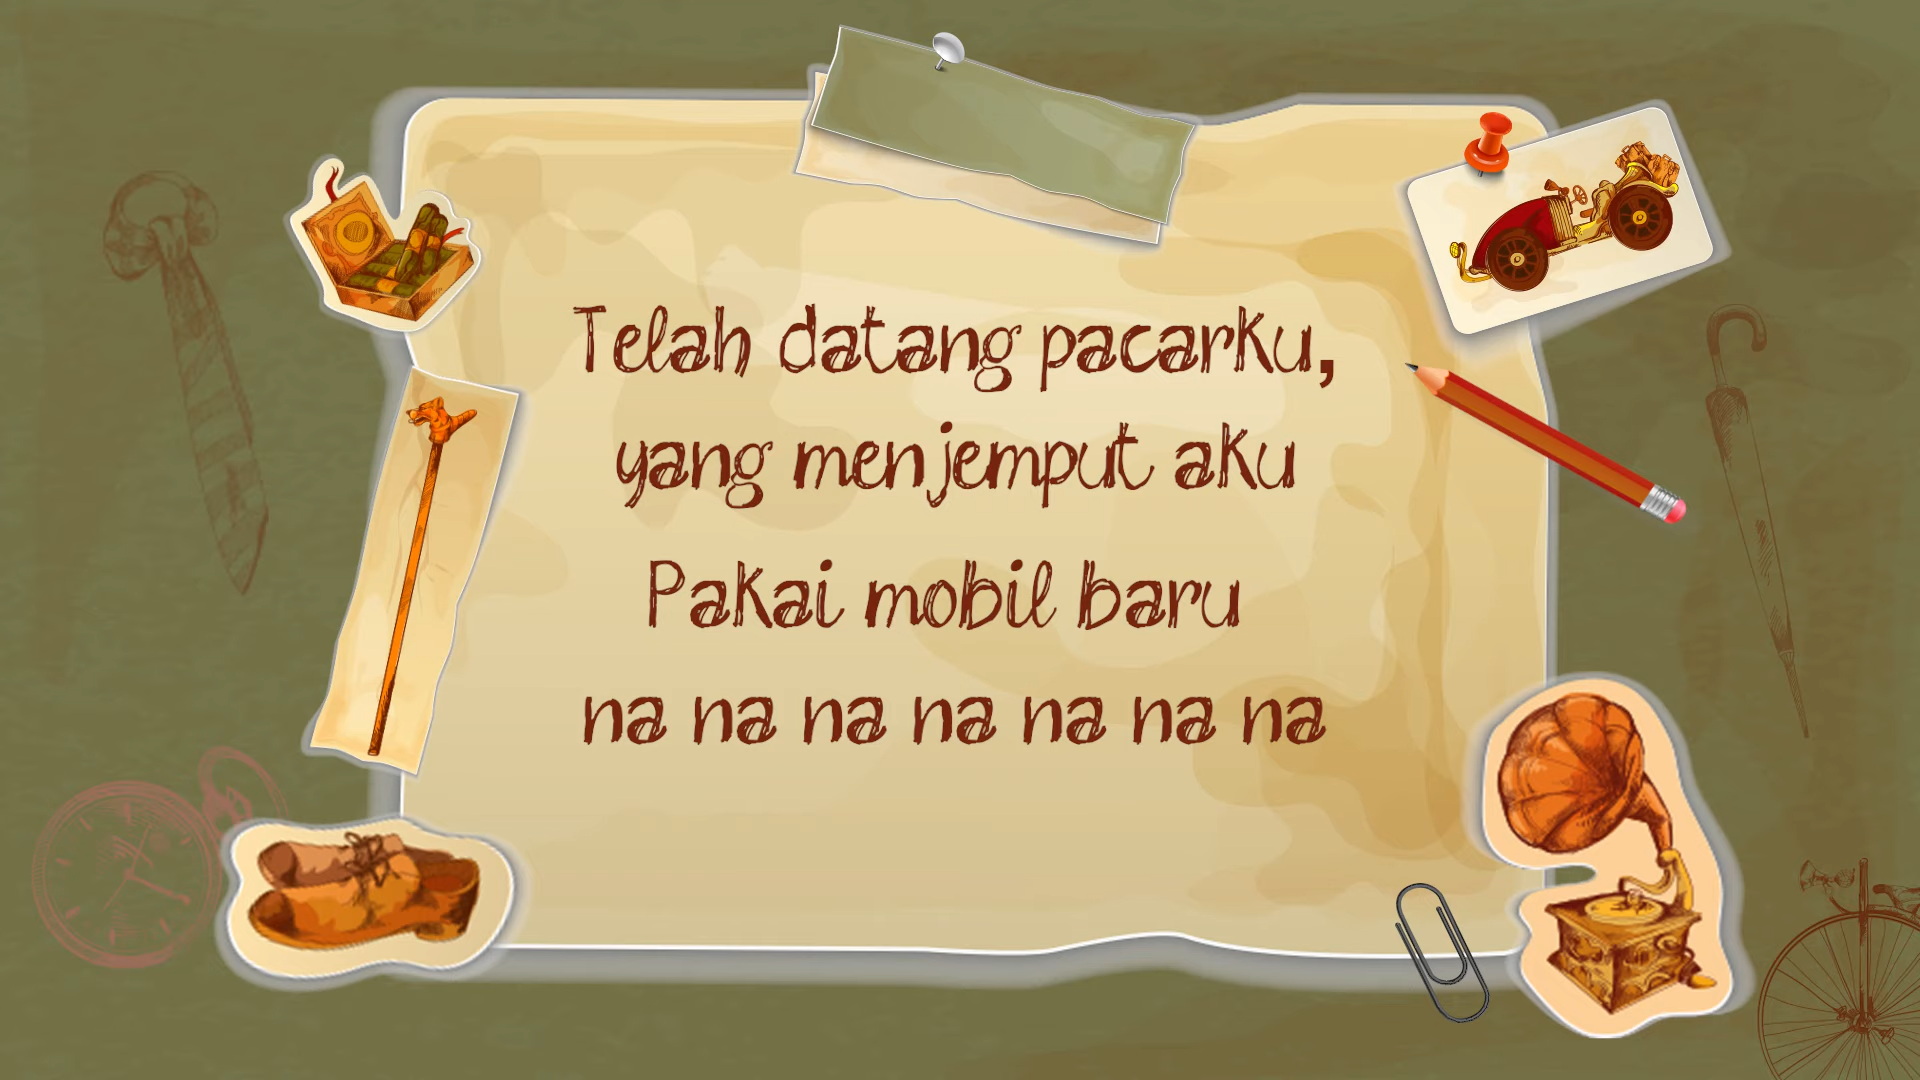 Telah datang pacarku,
yang menjemput aku
Pakai mobil baru
na na na na na na na